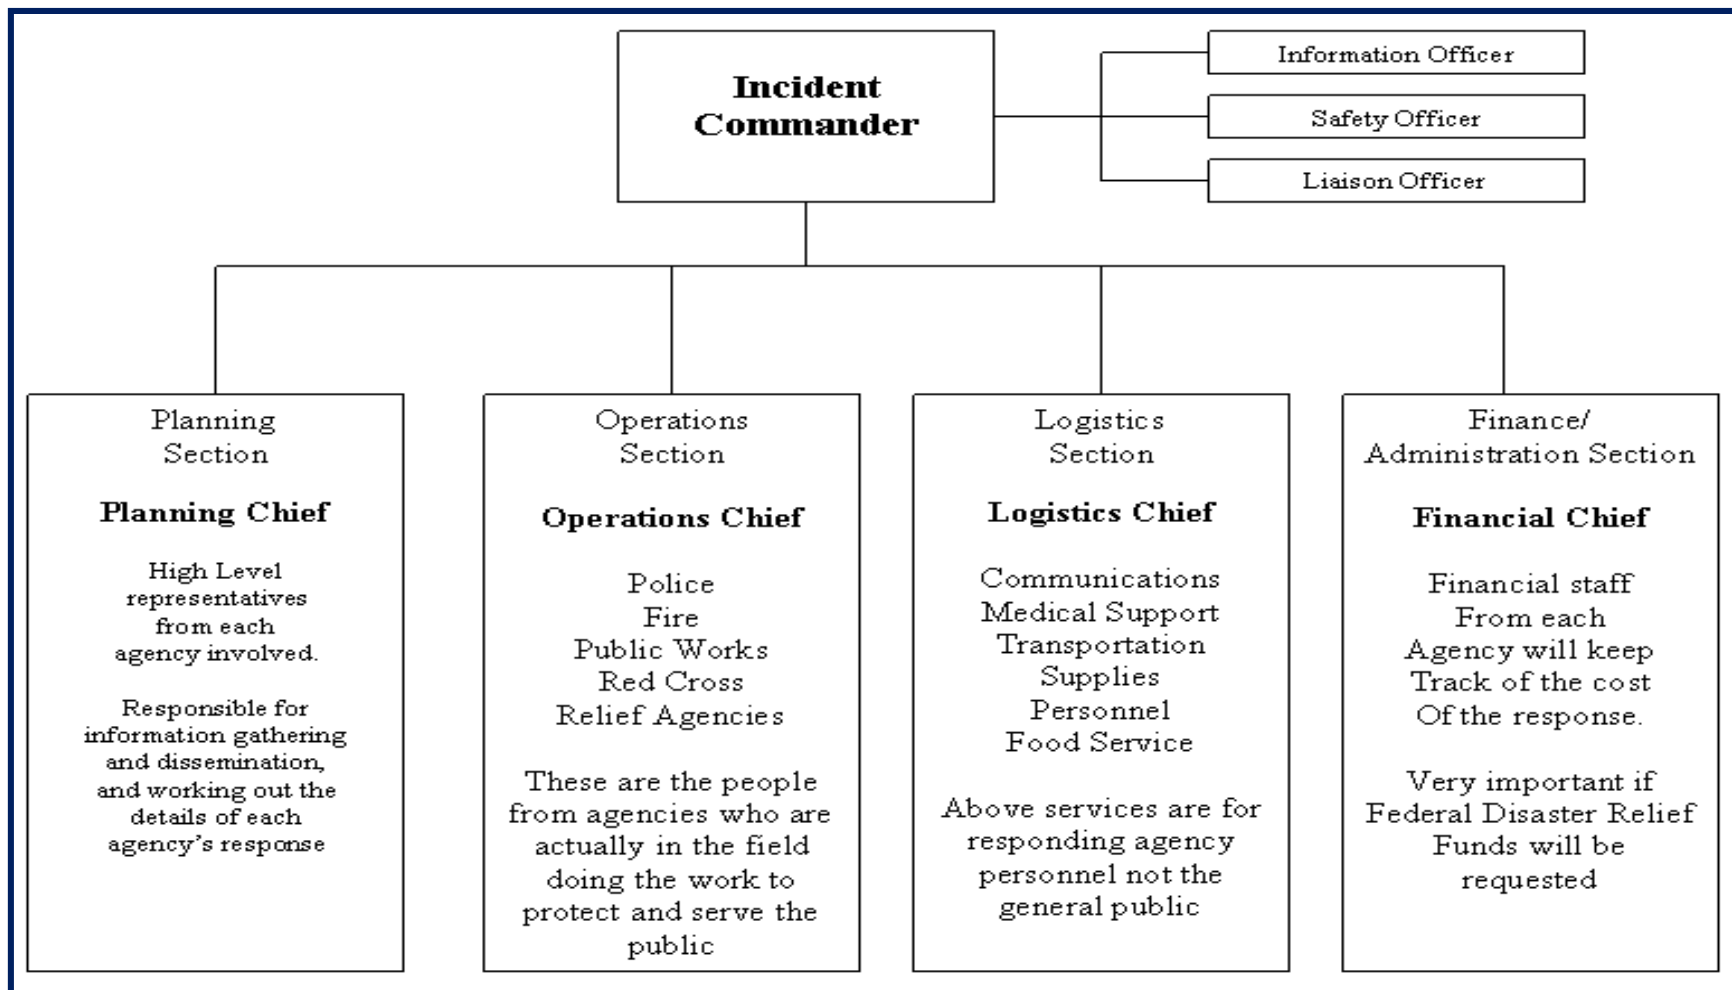 Incident
Commander
Information Officer
Safety Officer
Liaison Officer
Planning
Section
Planning Chief
High Level
representatives
from each
agency involved.
Responsible for
information gathering
and dissemination,
and working out the
details of each
agency’s response
Operations
Section
Operations Chief
Police
Fire
Public Works
Red Cross
Relief Agencies
These are the people
from agencies who are
actually in the field
doing the work to
protect and serve the
public
Logistics
Section
Logistics Chief
Communications
Medical Support
Transportation
Supplies
Personnel
Food Service
Above services are for
responding agency
personnel not the
general public
Finance/
Administration Section
Financial Chief
Financial staff
From each
Agency will keep
Track of the cost
Of the response.
Very important if
Federal Disaster Relief
Funds will be
requested